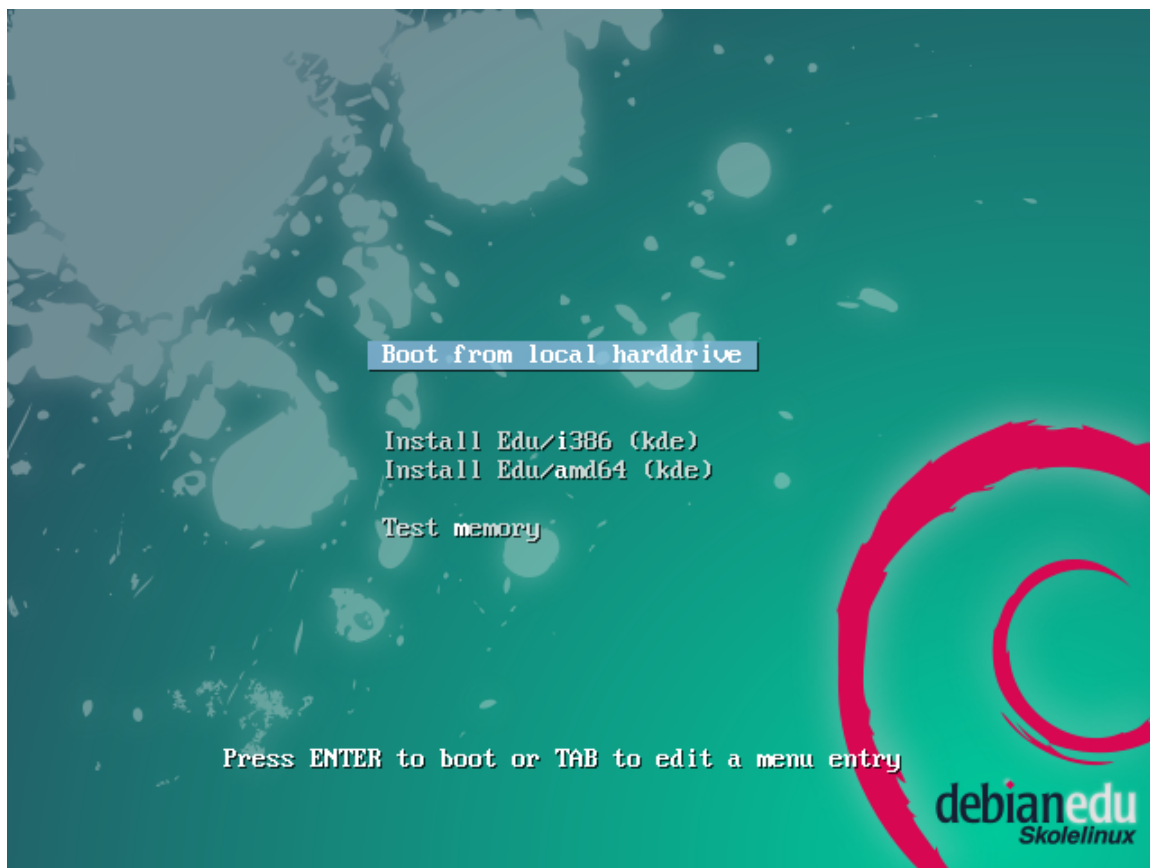 Boot from local harddrive
Install Edu/i386 (kde)
Install Edu/amd64 (kde)
Test memory
Press ENTER to boot or TAB to edit a menu entry
debianedu
Skolelinux